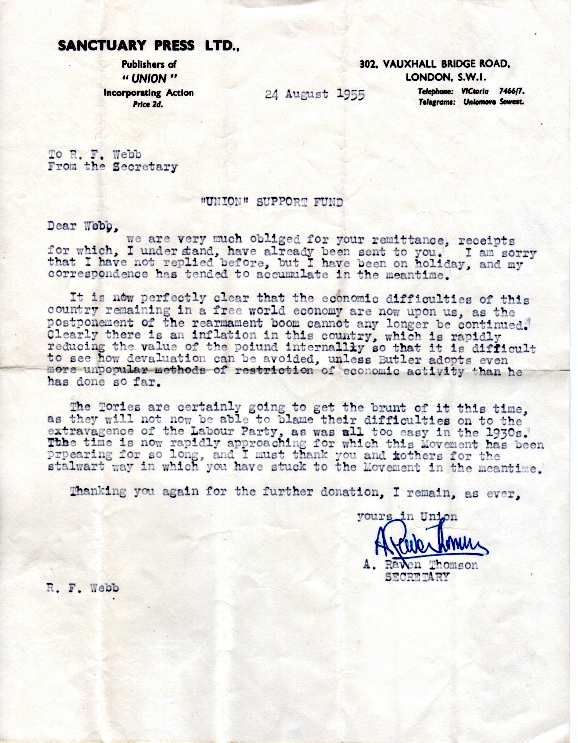 SANCTUARY PRESS LTD.,
Publishers of
"UNION"
Incorporating Action
Price 2d.
302, VAUXHALL BRIDGE ROAD,
LONDON, S.W.I.
Telephone: VICtoria 7466/7.
Telegrams: Unionmove Sowest.
24 August 1955
To R. F. Webb
From the Secretary
"UNION" SUPPORT FUND
Dear Webb,
we are very much obliged for your remittance, receipts
for which, I understand, have already been sent to you. I am sorry
that I have not replied before, but I have been on holiday, and my
correspondence has tended to accumulate in the meantime.
It is now perfectly clear that the economic difficulties of this
country remaining in a free world economy are now upon us, as the
postponement of the rearmament boom cannot any longer be continued.
Clearly there is an inflation in this country, which is rapidly
reducing the value of the poiund internally so that it is difficult
to see how devaluation can be avoided, unless Butler adopts even
more unpopular methods of restriction of economic activity than he
has done so far.
The Tories are certainly going to get the brunt of it this time,
as they will not now be able to blame their difficulties on to the
extravagence of the Labour Party, as was all too easy in the 1930s.
Tthe time is now rapidly approaching for which this Movement has been
prpearing for so long, and I must thank you and xothers for the
stalwart way in which you have stuck to the Movement in the meantime.
Thanking you again for the further donation, I remain, as ever,
yours in Union
A. Raven Thomson
A. Raven Thomson
SECRETARY
R. F. Webb